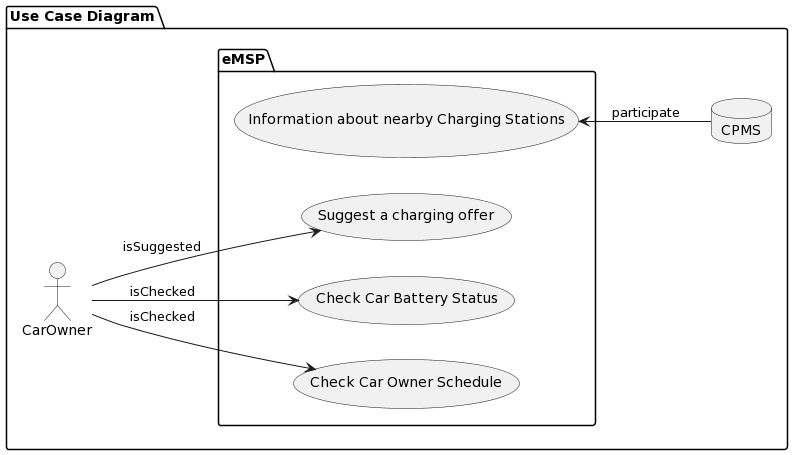 Use Case Diagram
eMSP
Information about nearby Charging Stations
participate
CPMS
Suggest a charging offer
isSuggested
isChecked
Check Car Battery Status
isChecked
CarOwner
Check Car Owner Schedule